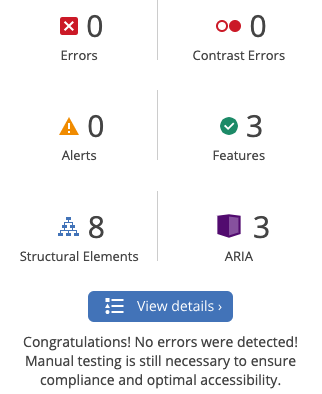 0
Errors
0
Contrast Errors
0
Alerts
3
Features
8
Structural Elements
3
ARIA
View details ›
Congratulations! No errors were detected!
Manual testing is still necessary to ensure
compliance and optimal accessibility.